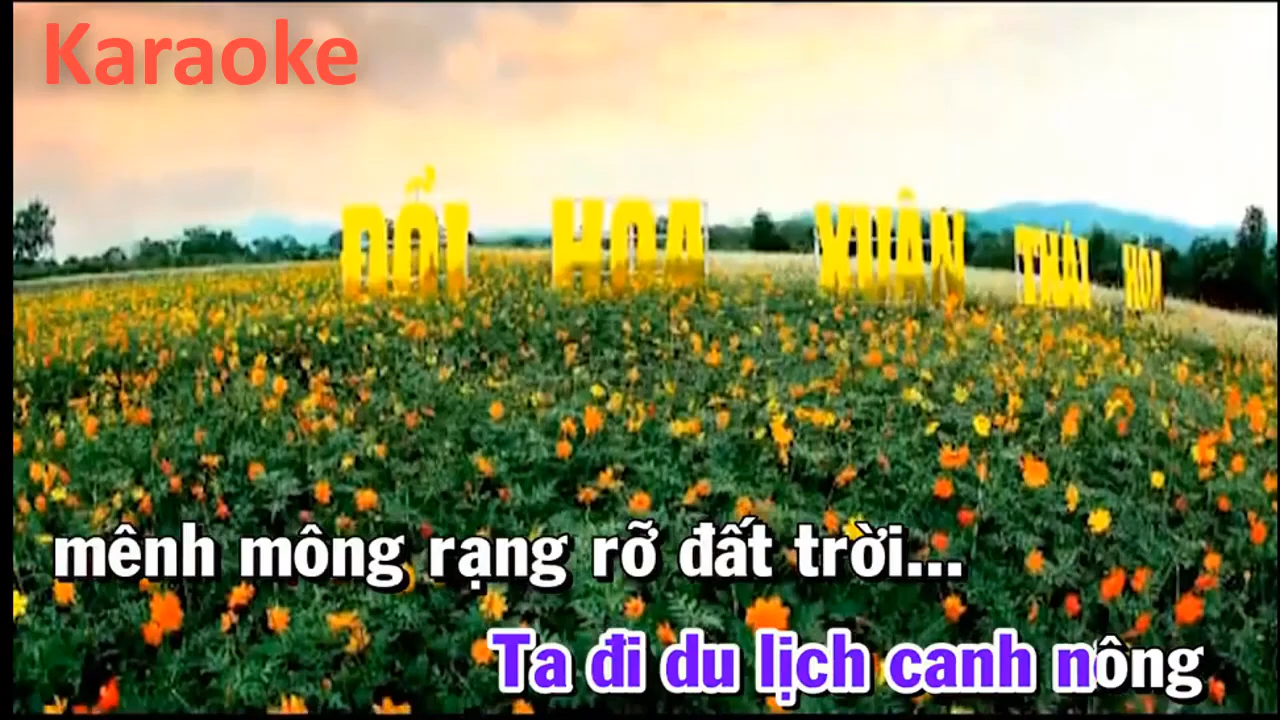 Karaoke
ĐỒI HOA XUÂN THÁI HÒA
mênh mông rạng rỡ đất trời...
Ta đi du lịch canh nông